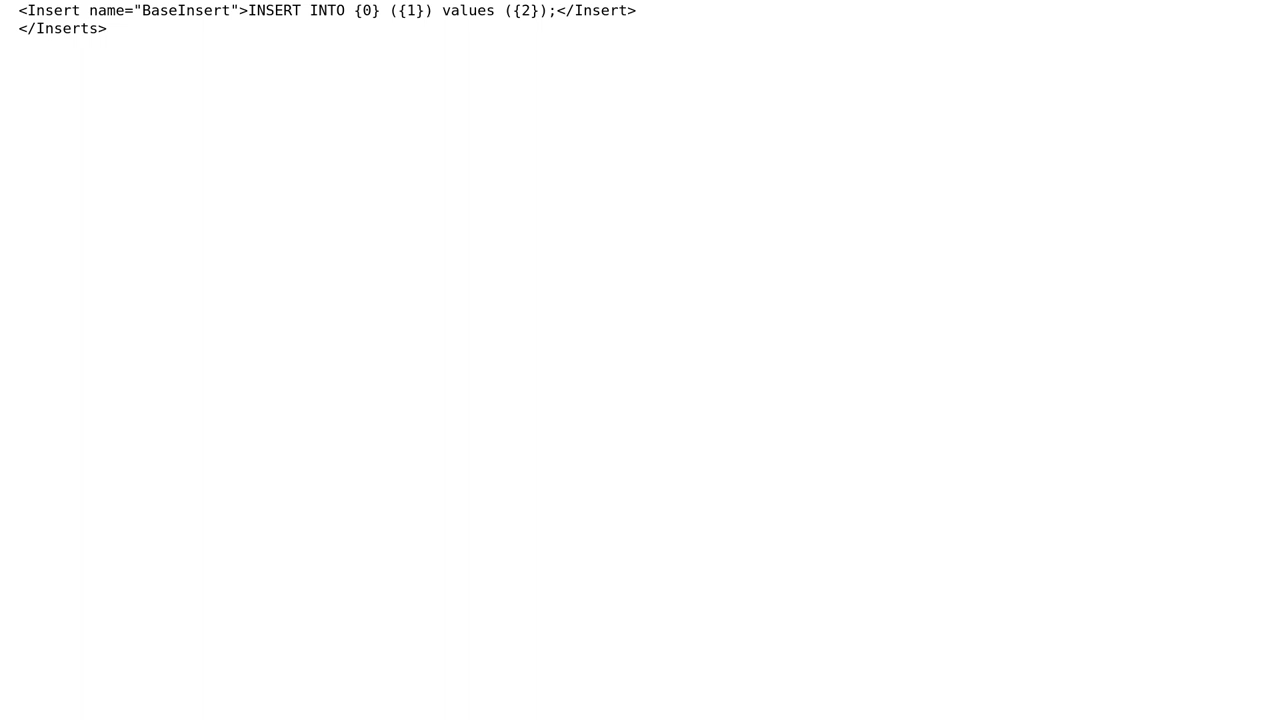 <Insert name="BaseInsert">INSERT INTO {0} ({1}) values ({2});</Insert>
</Inserts>